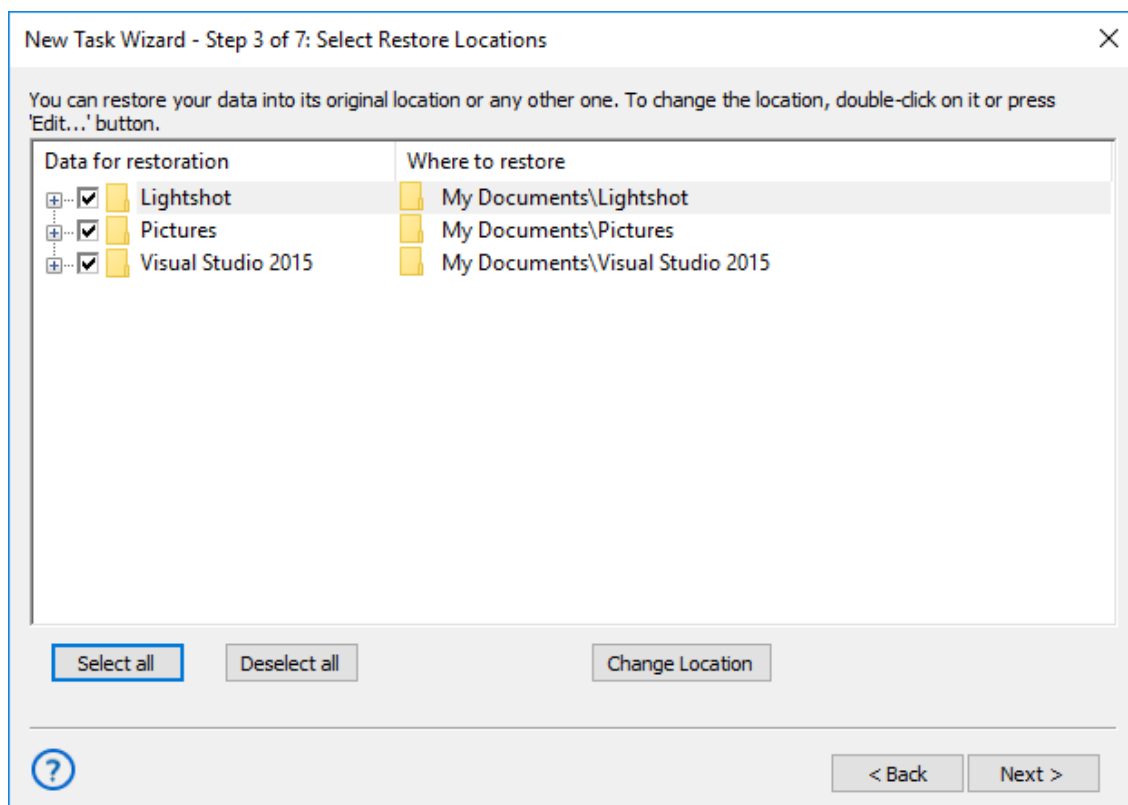 New Task Wizard - Step 3 of 7: Select Restore Locations
You can restore your data into its original location or any other one. To change the location, double-click on it or press
'Edit...' button.
Data for restoration Where to restore
Lightshot My Documents\Lightshot
Pictures My Documents\Pictures
Visual Studio 2015 My Documents\Visual Studio 2015
Select all Deselect all Change Location
? < Back Next >